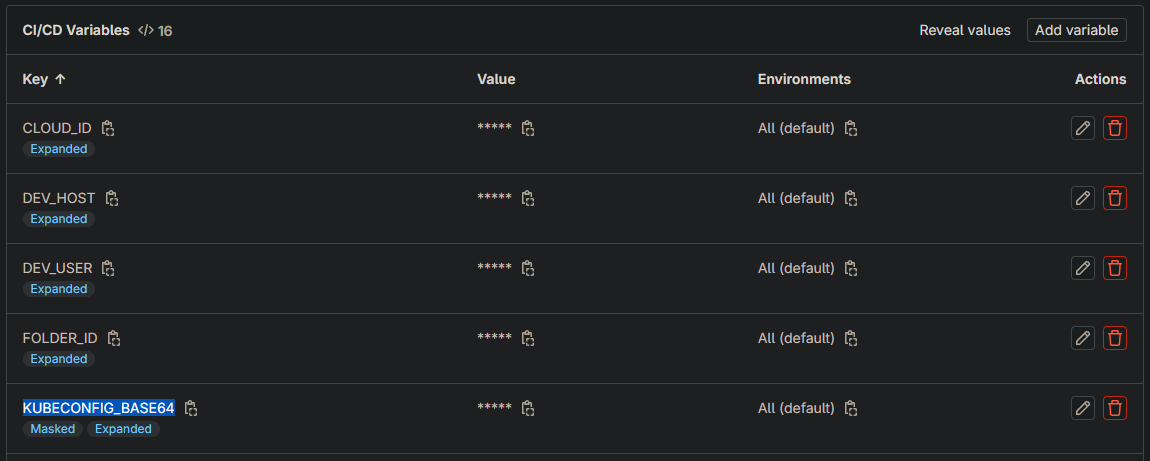 CI/CD Variables </> 16 Reveal values Add variable
Key ↑ Value Environments Actions
CLOUD_ID ***** All (default)
Expanded
DEV_HOST ***** All (default)
Expanded
DEV_USER ***** All (default)
Expanded
FOLDER_ID ***** All (default)
Expanded
KUBECONFIG_BASE64 ***** All (default)
Masked Expanded